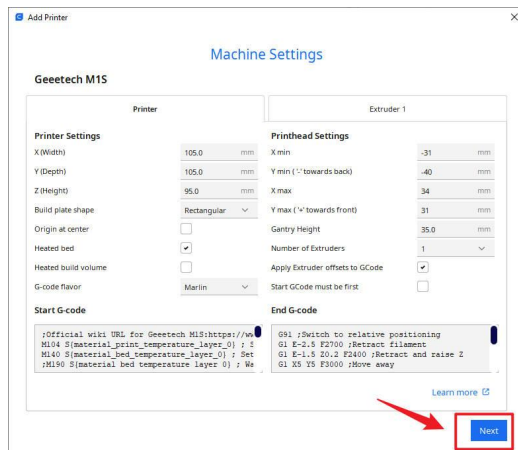 Add Printer
Machine Settings
Geeetech M1S
Printer
Extruder 1
Printer Settings
X (Width) 105.0 mm
Y (Depth) 105.0 mm
Z (Height) 95.0 mm
Build plate shape Rectangular
Origin at center
Heated bed
Heated build volume
G-code flavor Marlin
Printhead Settings
X min -31 mm
Y min ( '-' towards back) -40 mm
X max 34 mm
Y max ( '+' towards front) 31 mm
Gantry Height 35.0 mm
Number of Extruders 1
Apply Extruder offsets to GCode
Start GCode must be first
Start G-code
;Official wiki URL for Geeetech M1S:https://ww
M104 S{material_print_temperature_layer_0} ; S
M140 S{material_bed_temperature_layer_0} ; Set
;M190 S{material bed temperature layer 0} ; Wa
End G-code
G91 ;Switch to relative positioning
G1 E-2.5 F2700 ;Retract filament
G1 E-1.5 Z0.2 F2400 ;Retract and raise Z
G1 X5 Y5 F3000 ;Move away
Learn more
Next